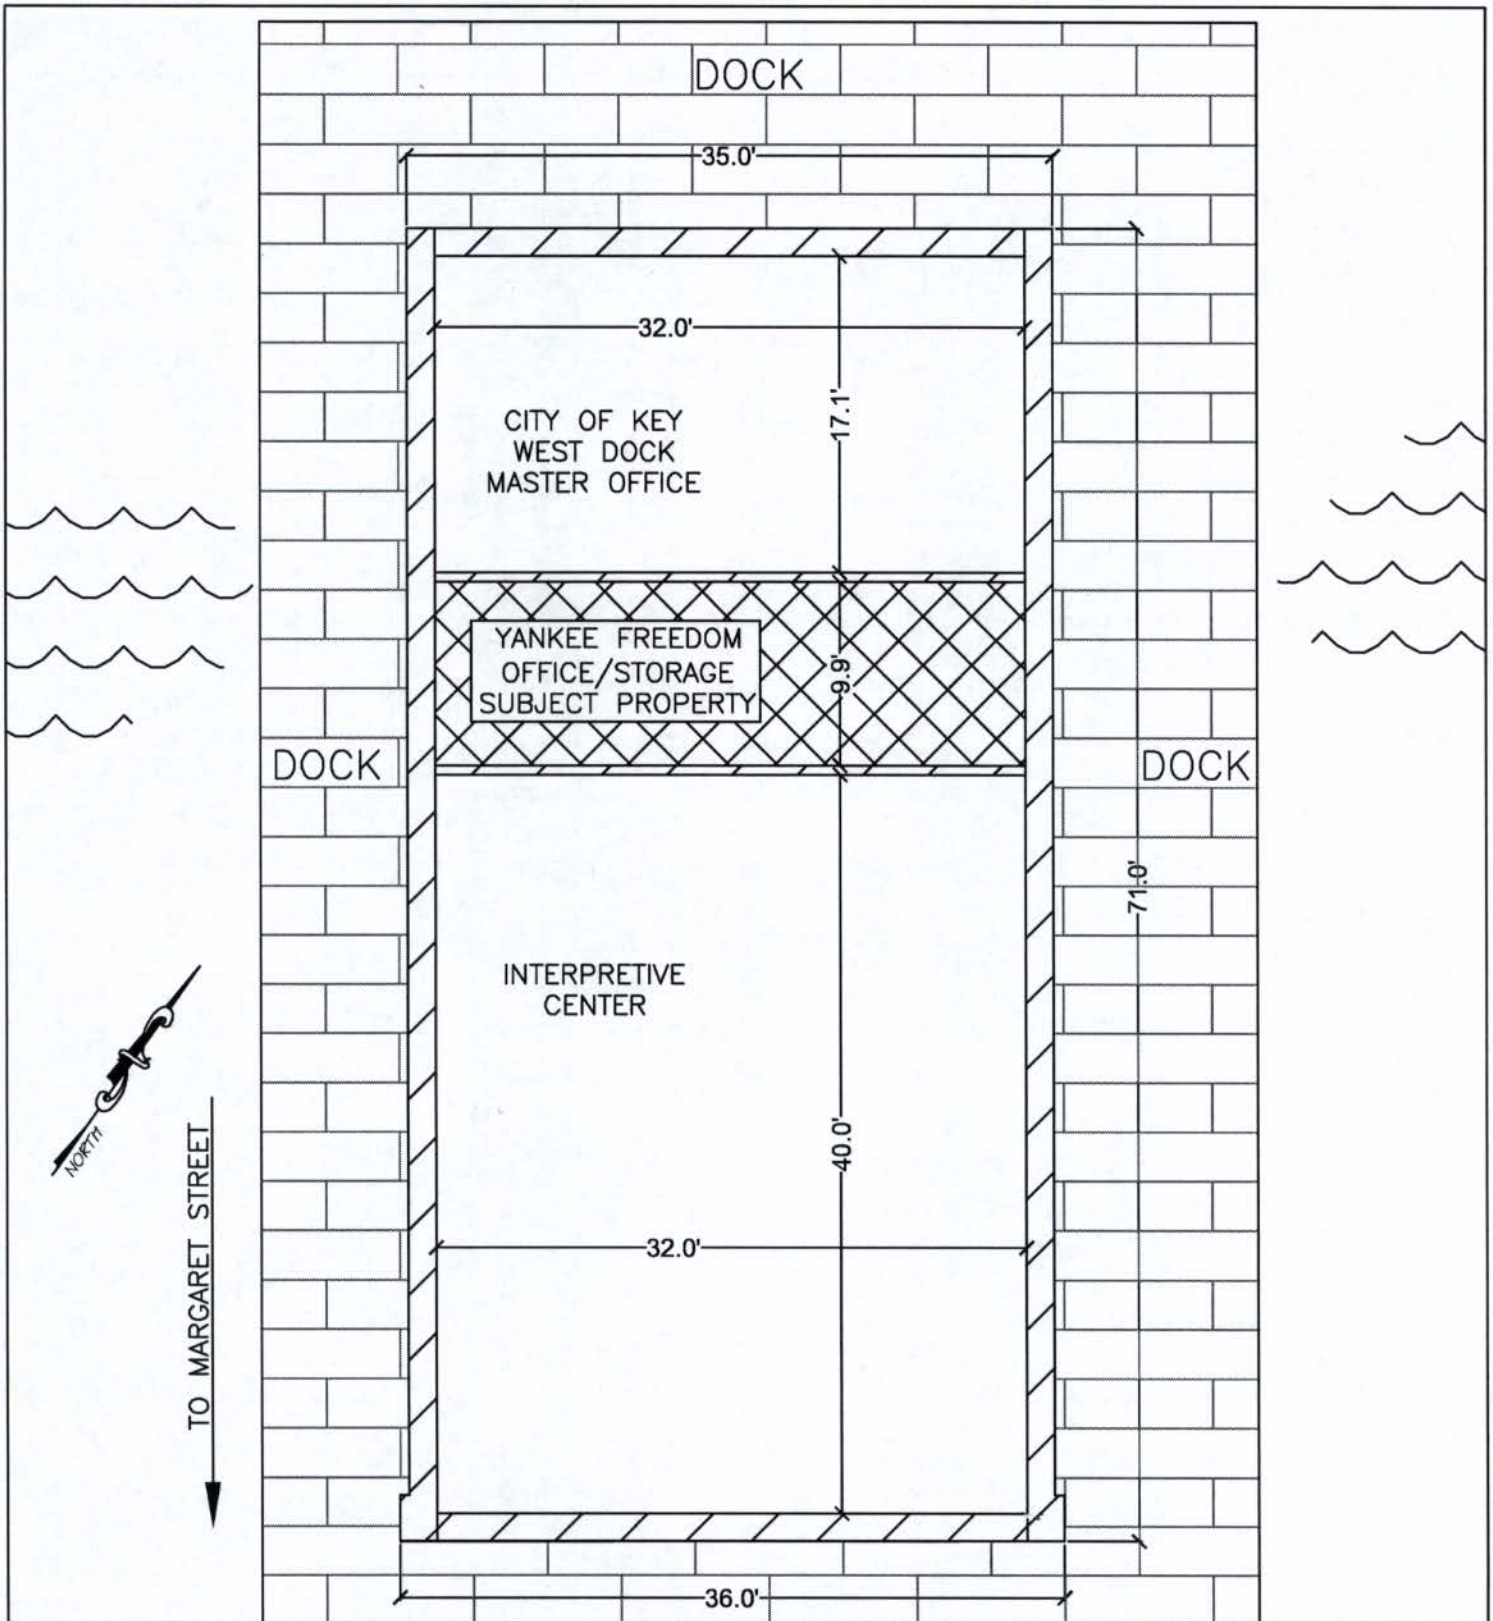 DOCK
35.0'
32.0'
17.1'
CITY OF KEY
WEST DOCK
MASTER OFFICE
YANKEE FREEDOM
OFFICE/STORAGE
SUBJECT PROPERTY
9.9'
DOCK
DOCK
71.0'
INTERPRETIVE
CENTER
NORTH
TO MARGARET STREET
40.0'
32.0'
36.0'